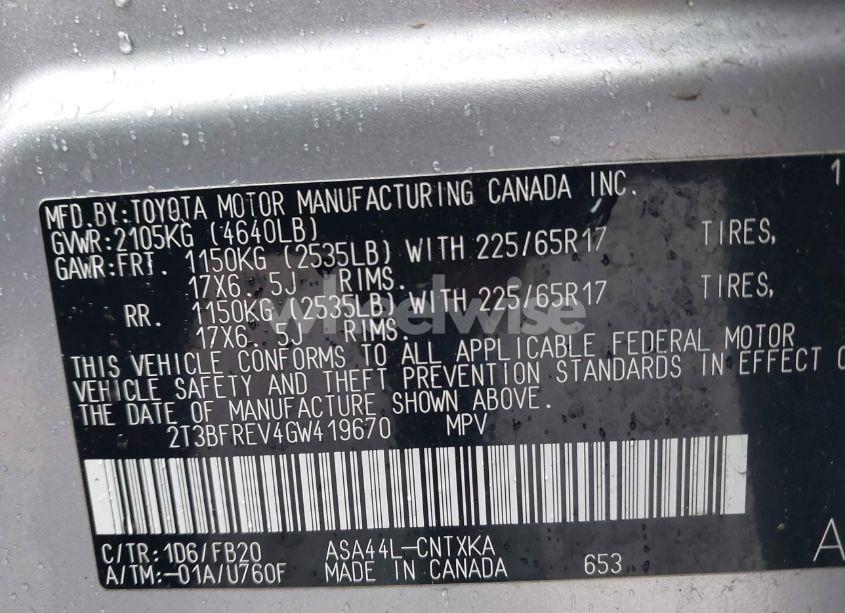 1
MFD.BY:TOYOTA MOTOR MANUFACTURING CANADA INC.
GVWR:2105KG (4640LB)
GAWR:FRT. 1150KG (2535LB) WITH 225/65R17 TIRES,
17X6.5J RIMS.
RR. 1150KG (2535LB) WITH 225/65R17 TIRES,
17X6.5J RIMS.
wheelwise
THIS VEHICLE CONFORMS TO ALL APPLICABLE FEDERAL MOTOR
VEHICLE SAFETY AND THEFT PREVENTION STANDARDS IN EFFECT
THE DATE OF MANUFACTURE SHOWN ABOVE.
2T3BFREV4GW419670 MPV
C/TR:1D6/FB20 ASA44L-CNTXKA A
A/TM:-01A/U760F MADE IN CANADA 653